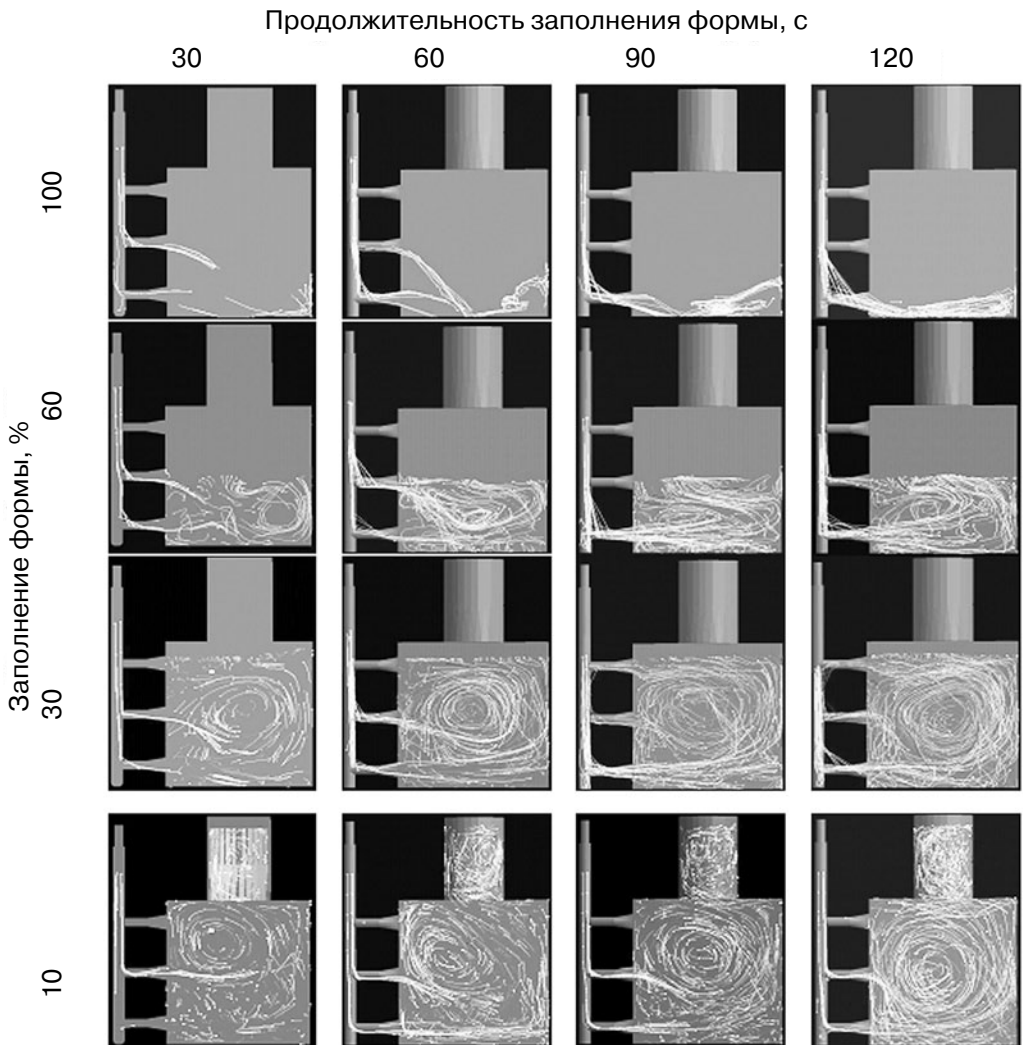 Продолжительность заполнения формы, с
30 60 90 120
Заполнение формы, %
100
60
30
10